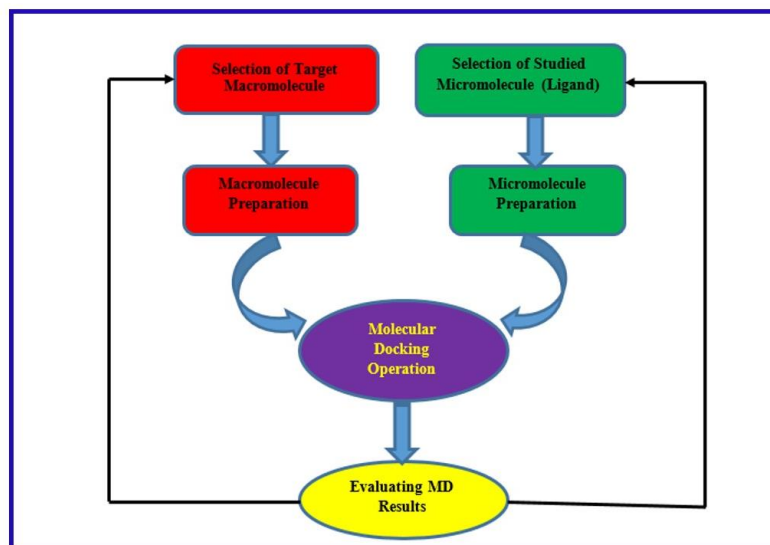 Selection of Target
Macromolecule
Selection of Studied
Micromolecule (Ligand)
Macromolecule
Preparation
Micromolecule
Preparation
Molecular
Docking
Operation
Evaluating MD
Results